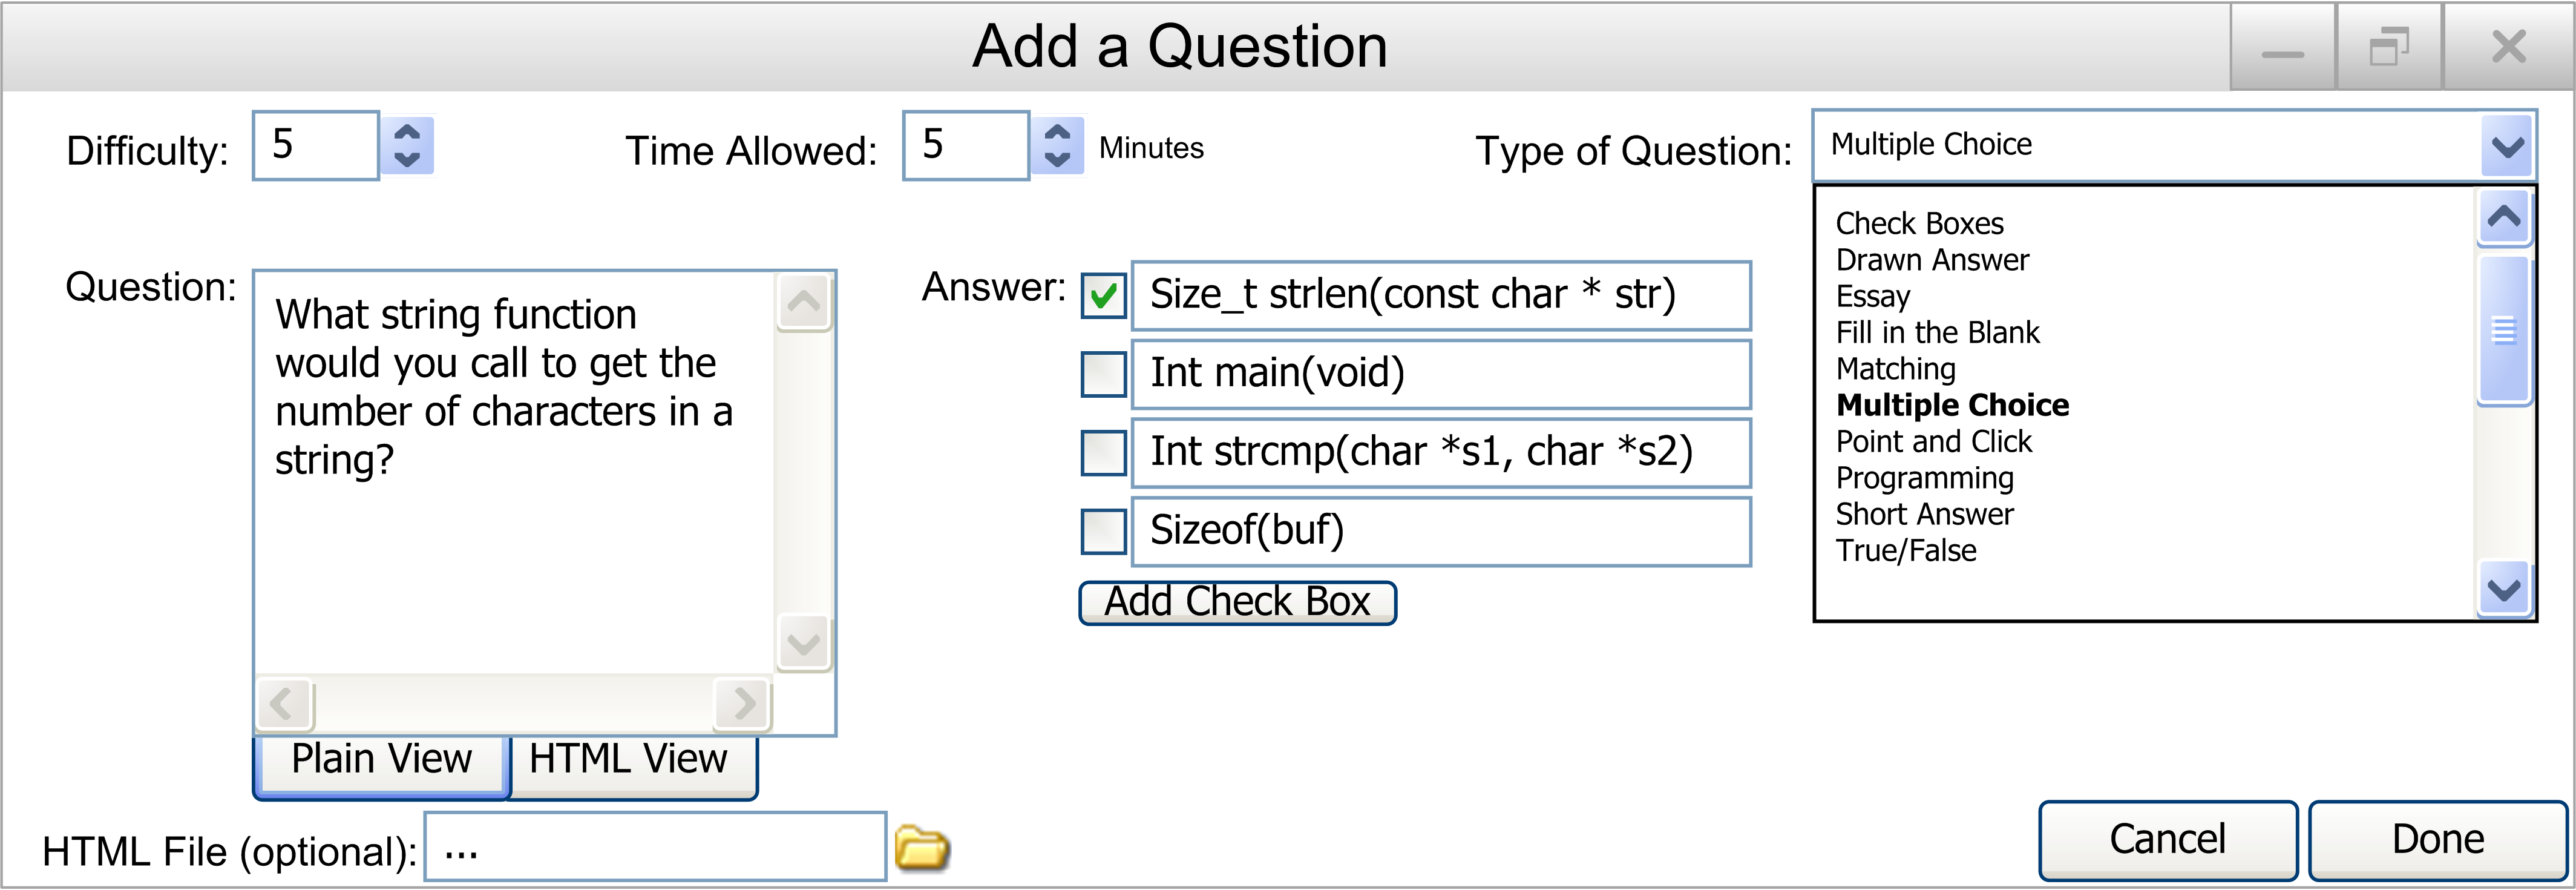 Add a Question
Difficulty: 5
Time Allowed: 5 Minutes
Type of Question: Multiple Choice
Check Boxes
Drawn Answer
Essay
Fill in the Blank
Matching
Multiple Choice
Point and Click
Programming
Short Answer
True/False
Question:
What string function
would you call to get the
number of characters in a
string?
Answer:
Size_t strlen(const char * str)
Int main(void)
Int strcmp(char *s1, char *s2)
Sizeof(buf)
Add Check Box
Plain View
HTML View
HTML File (optional): ...
Cancel
Done